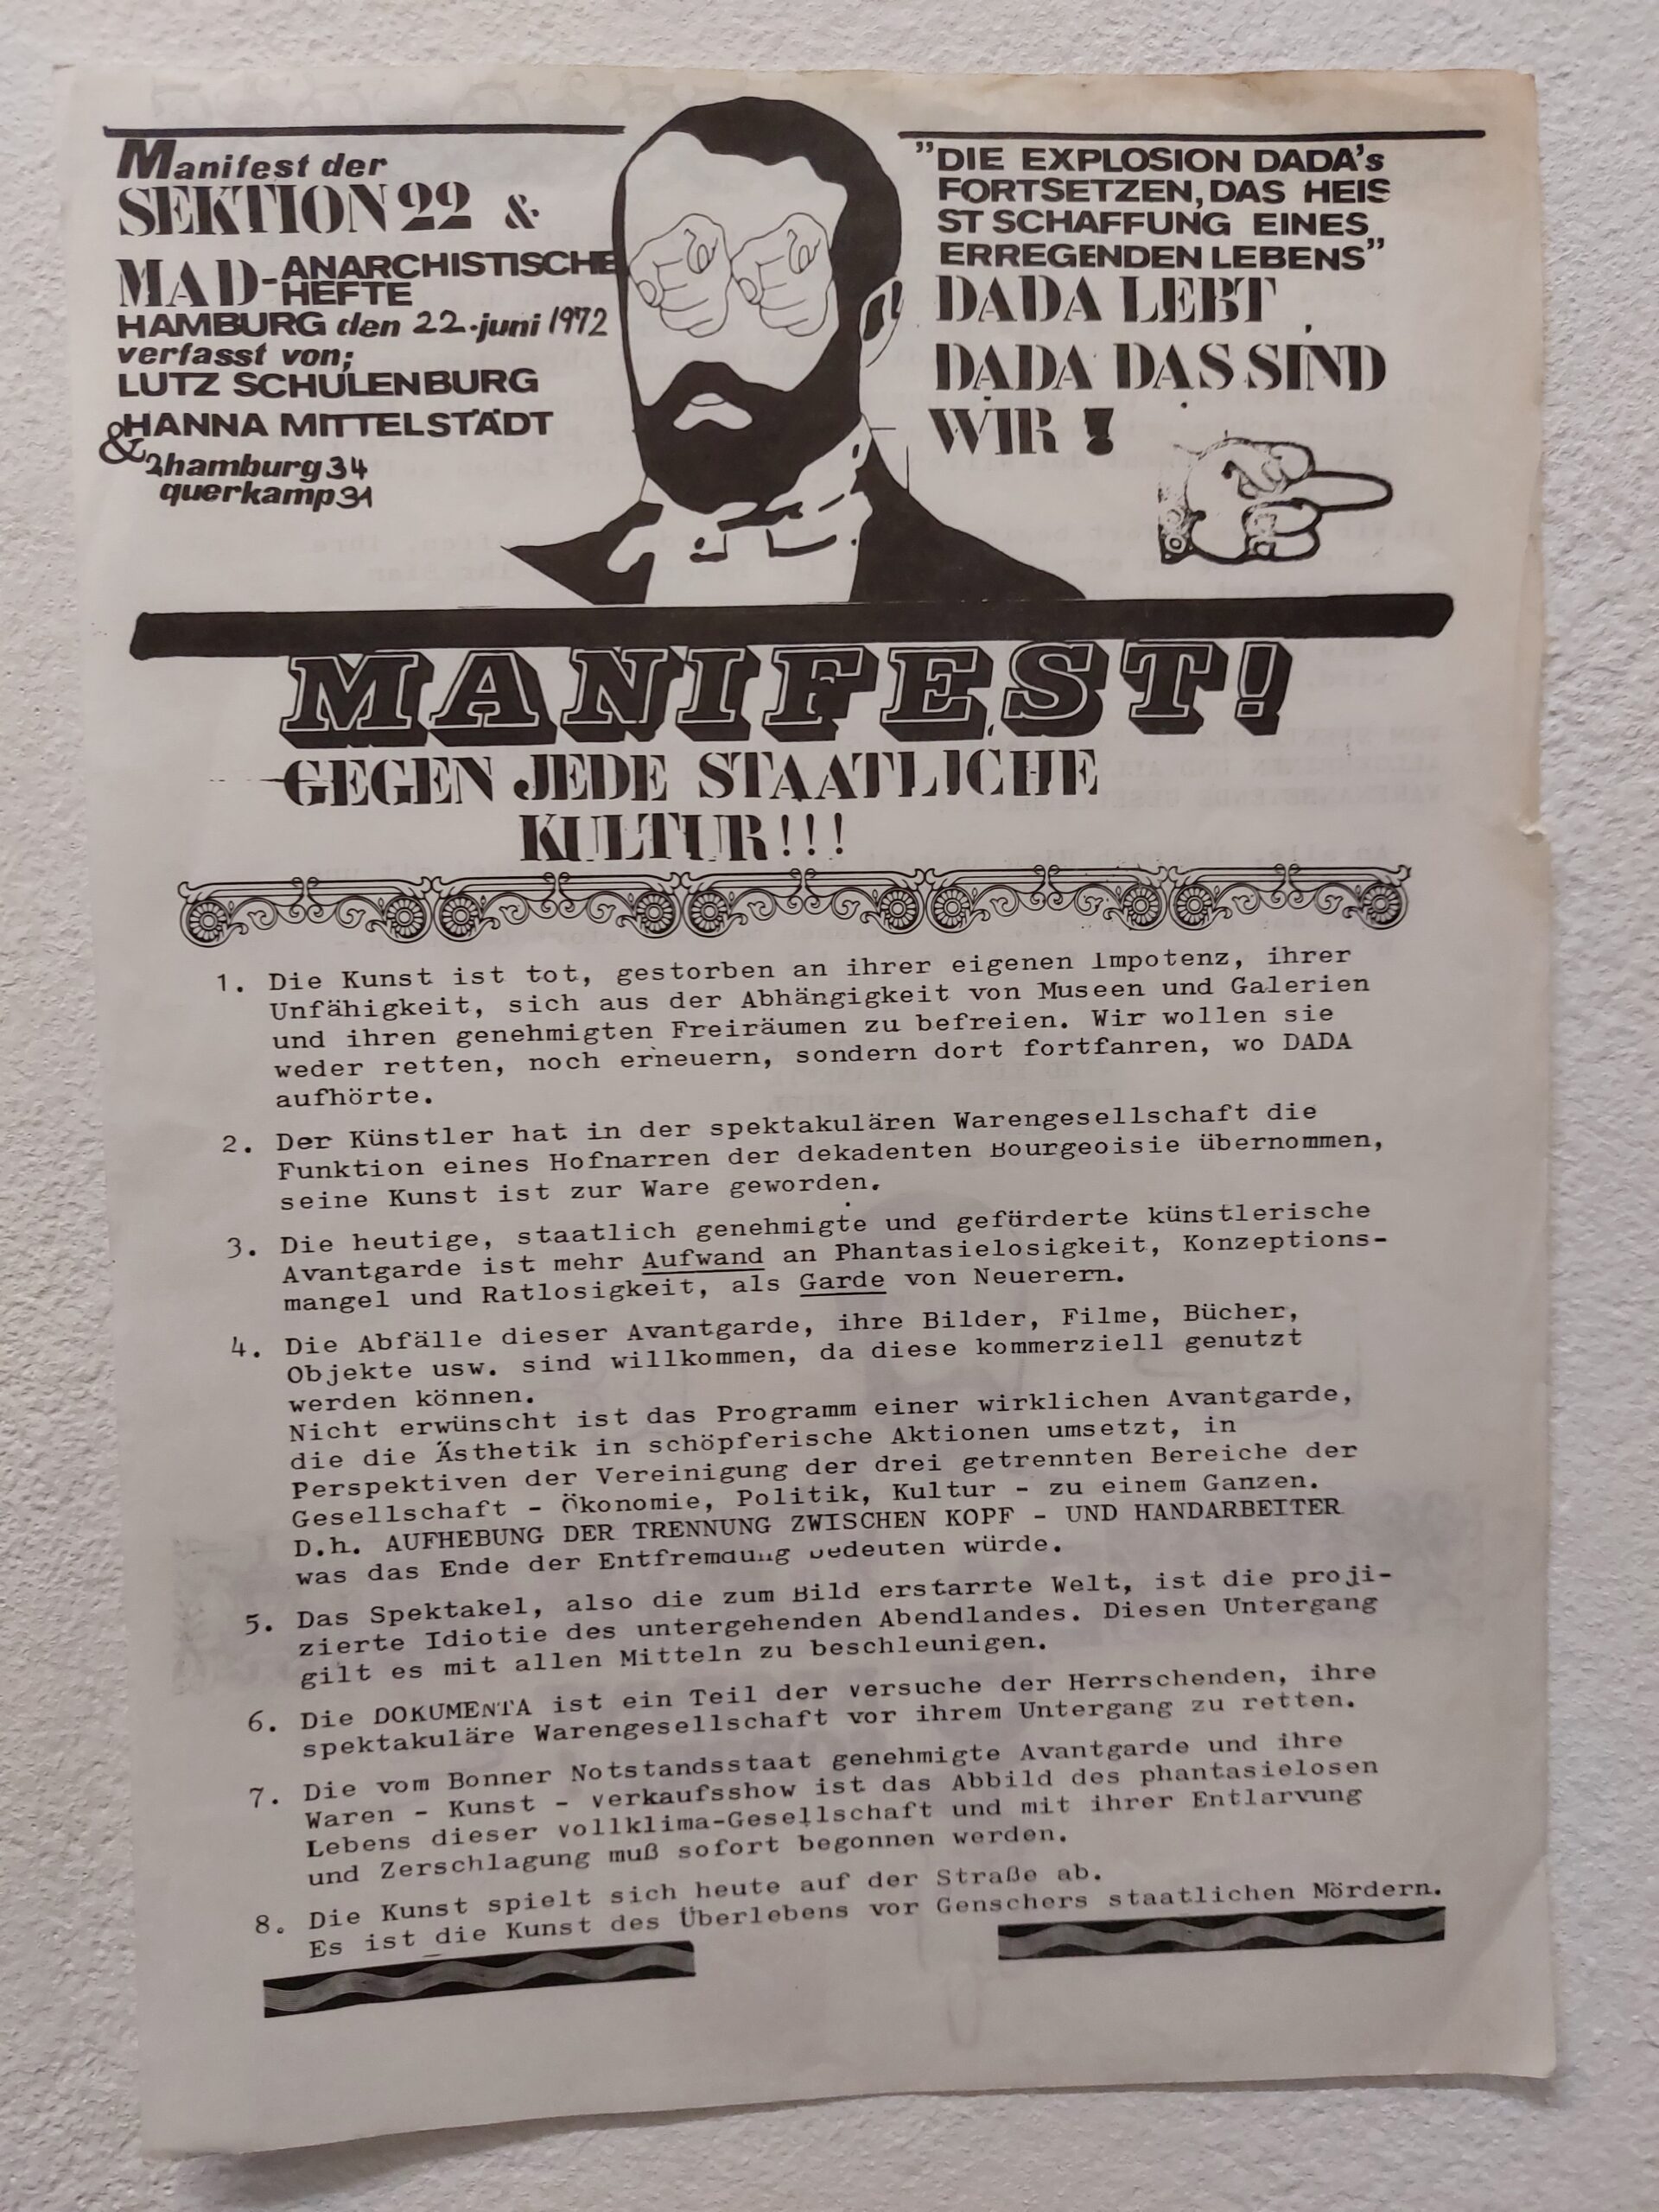 Manifest der
SEKTION 22 &
MAD-ANARCHISTISCHE
HEFTE
HAMBURG den 22.juni 1972
verfasst von;
LUTZ SCHULENBURG
&HANNA MITTELSTÄDT
2hamburg 34
querkamp 31
"DIE EXPLOSION DADA's
FORTSETZEN, DAS HEIS
ST SCHAFFUNG EINES
ERREGENDEN LEBENS"
DADA LEBT
DADA DAS SIND
WIR !
MANIFEST!
GEGEN JEDE STAATLICHE
KULTUR!!!
1. Die Kunst ist tot, gestorben an ihrer eigenen Impotenz, ihrer
Unfähigkeit, sich aus der Abhängigkeit von Museen und Galerien
und ihren genehmigten Freiräumen zu befreien. Wir wollen sie
weder retten, noch erneuern, sondern dort fortfahren, wo DADA
aufhörte.
2. Der Künstler hat in der spektakulären Warengesellschaft die
Funktion eines Hofnarren der dekadenten Bourgeoisie übernommen,
seine Kunst ist zur Ware geworden.
3. Die heutige, staatlich genehmigte und geförderte künstlerische
Avantgarde ist mehr Aufwand an Phantasielosigkeit, Konzeptions-
mangel und Ratlosigkeit, als Garde von Neuerern.
4. Die Abfälle dieser Avantgarde, ihre Bilder, Filme, Bücher,
Objekte usw. sind willkommen, da diese kommerziell genutzt
werden können.
Nicht erwünscht ist das Programm einer wirklichen Avantgarde,
die die Ästhetik in schöpferische Aktionen umsetzt, in
Perspektiven der Vereinigung der drei getrennten Bereiche der
Gesellschaft - Ökonomie, Politik, Kultur - zu einem Ganzen.
D.h. AUFHEBUNG DER TRENNUNG ZWISCHEN KOPF - UND HANDARBEITER
was das Ende der Entfremdung bedeuten würde.
5. Das Spektakel, also die zum Bild erstarrte Welt, ist die proji-
zierte Idiotie des untergehenden Abendlandes. Diesen Untergang
gilt es mit allen Mitteln zu beschleunigen.
6. Die DOKUMENTA ist ein Teil der Versuche der Herrschenden, ihre
spektakuläre Warengesellschaft vor ihrem Untergang zu retten.
7. Die vom Bonner Notstandsstaat genehmigte Avantgarde und ihre
Waren - Kunst - Verkaufsshow ist das Abbild des phantasielosen
Lebens dieser Vollklima-Gesellschaft und mit ihrer Entlarvung
und Zerschlagung muß sofort begonnen werden.
8. Die Kunst spielt sich heute auf der Straße ab.
Es ist die Kunst des Überlebens vor Genschers staatlichen Mördern.